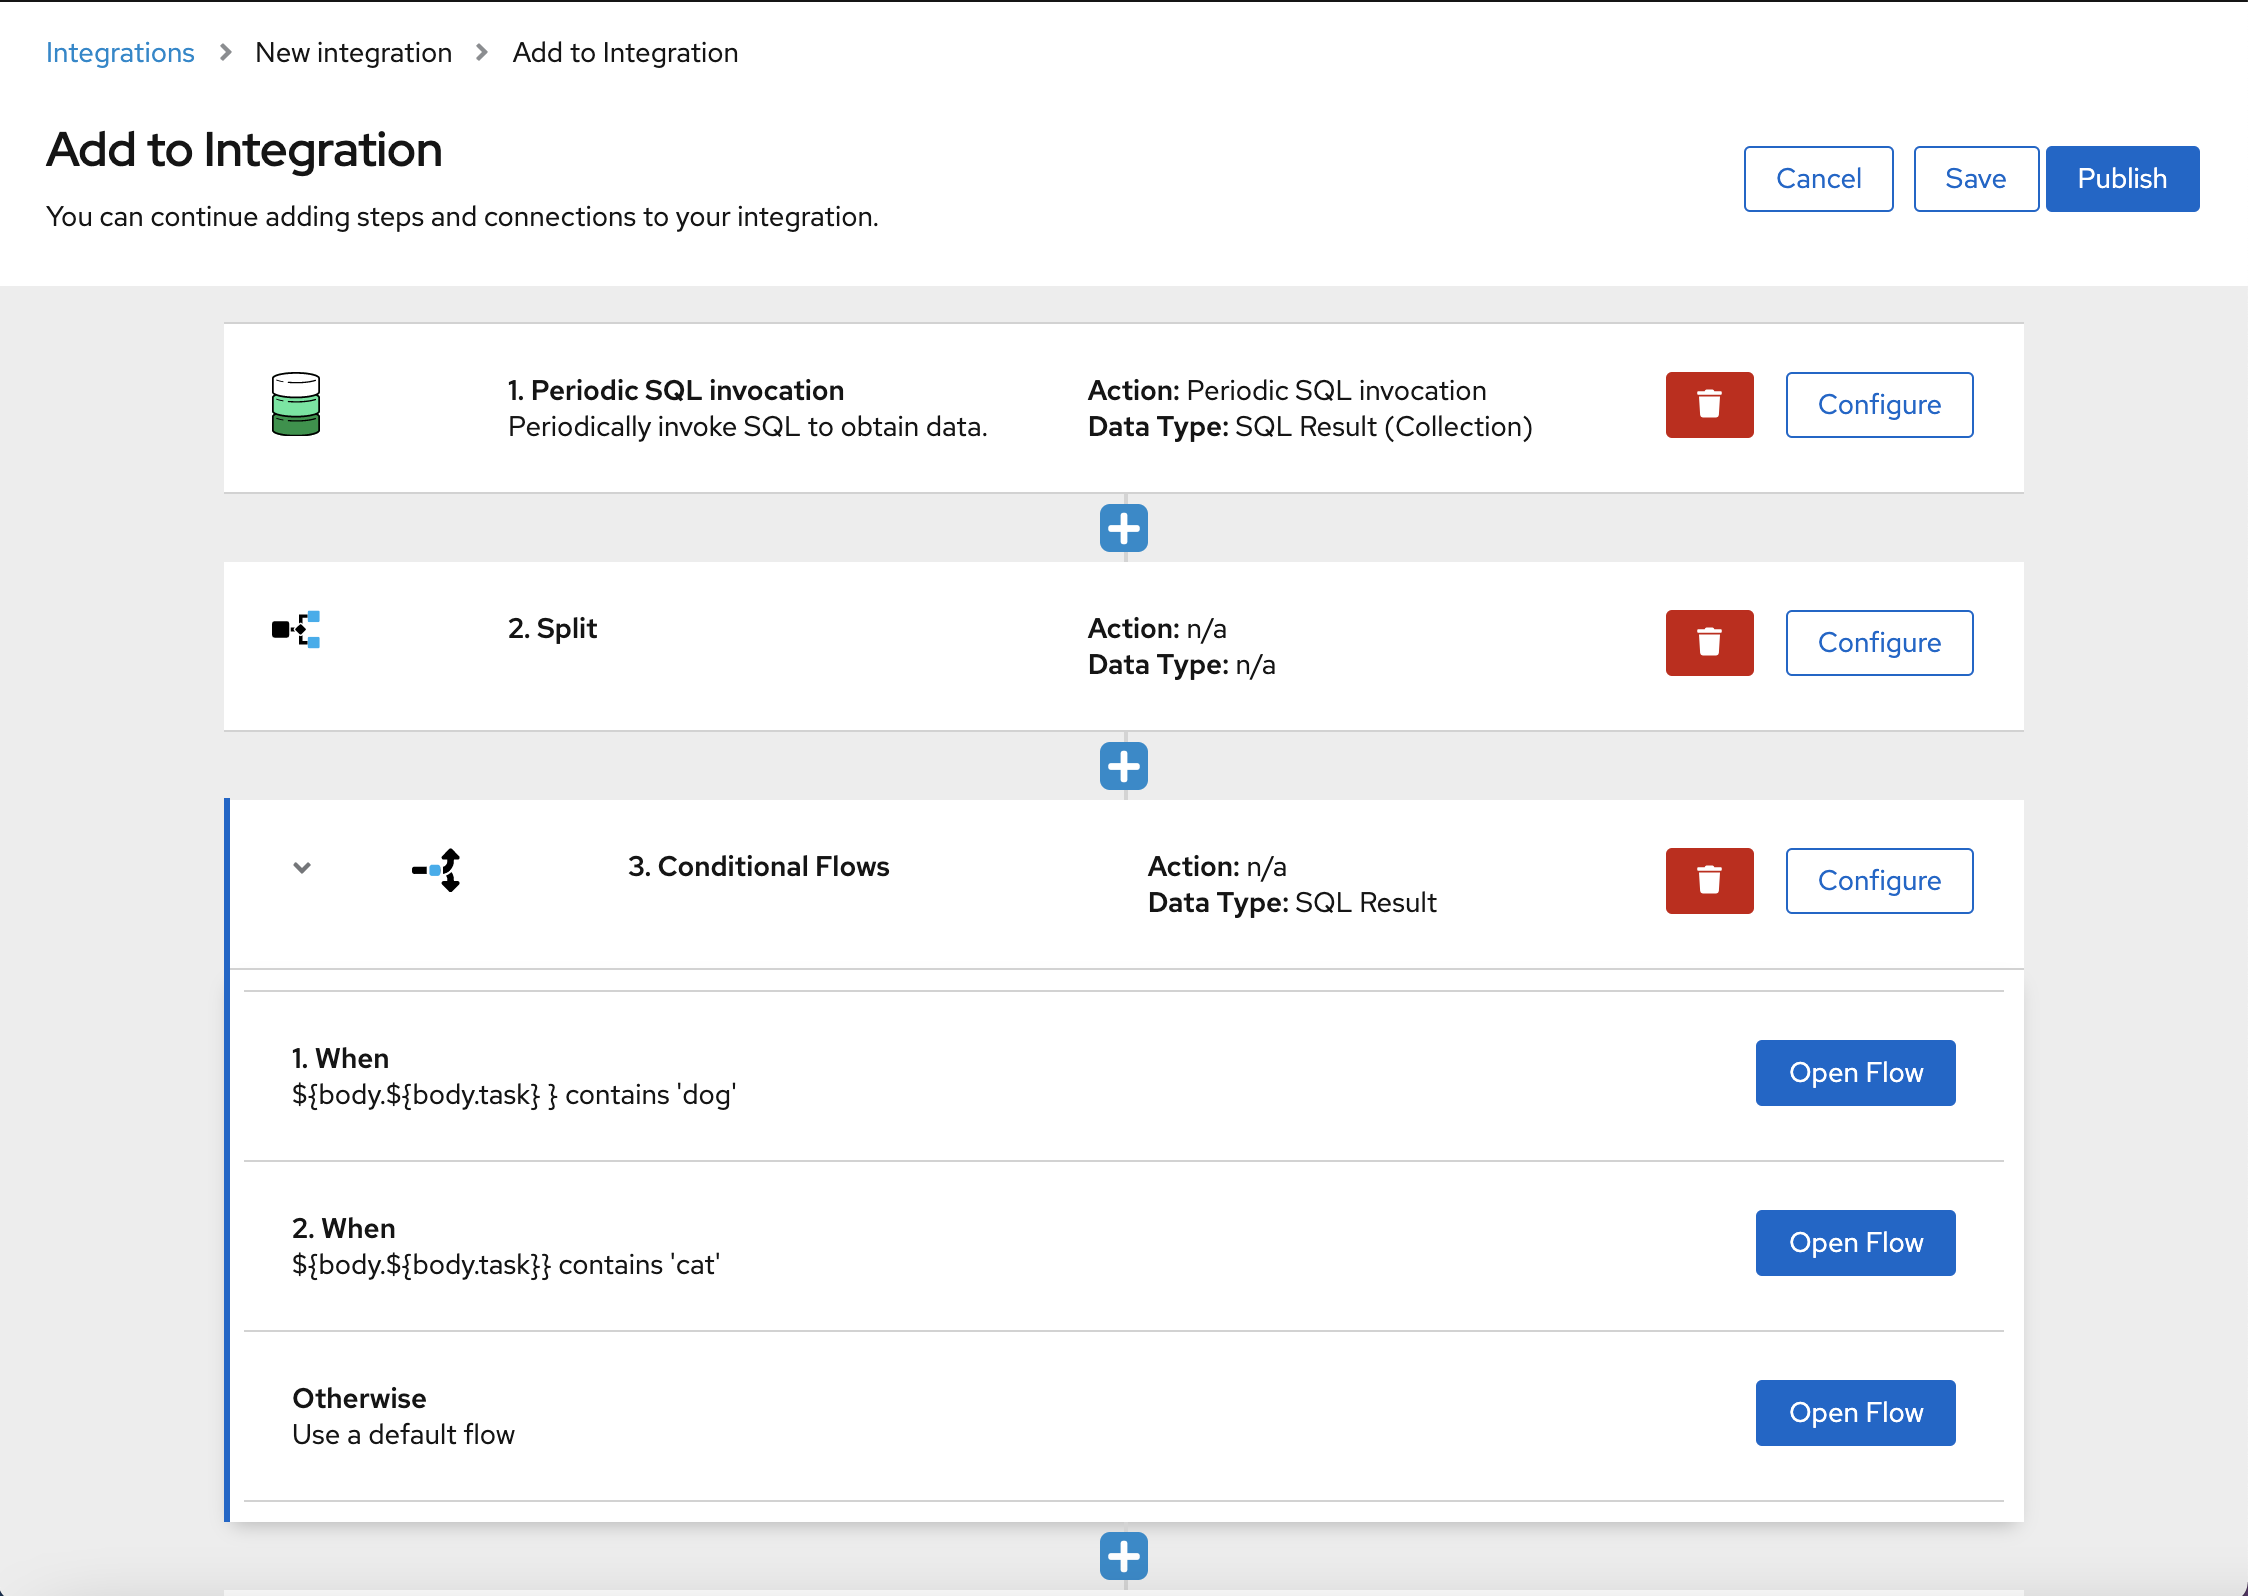 Integrations > New integration > Add to Integration
Add to Integration
You can continue adding steps and connections to your integration.
Cancel Save Publish
1. Periodic SQL invocation
Periodically invoke SQL to obtain data.
Action: Periodic SQL invocation
Data Type: SQL Result (Collection)
Configure
2. Split
Action: n/a
Data Type: n/a
Configure
3. Conditional Flows
Action: n/a
Data Type: SQL Result
Configure
1. When
${body.${body.task} } contains 'dog'
Open Flow
2. When
${body.${body.task}} contains 'cat'
Open Flow
Otherwise
Use a default flow
Open Flow